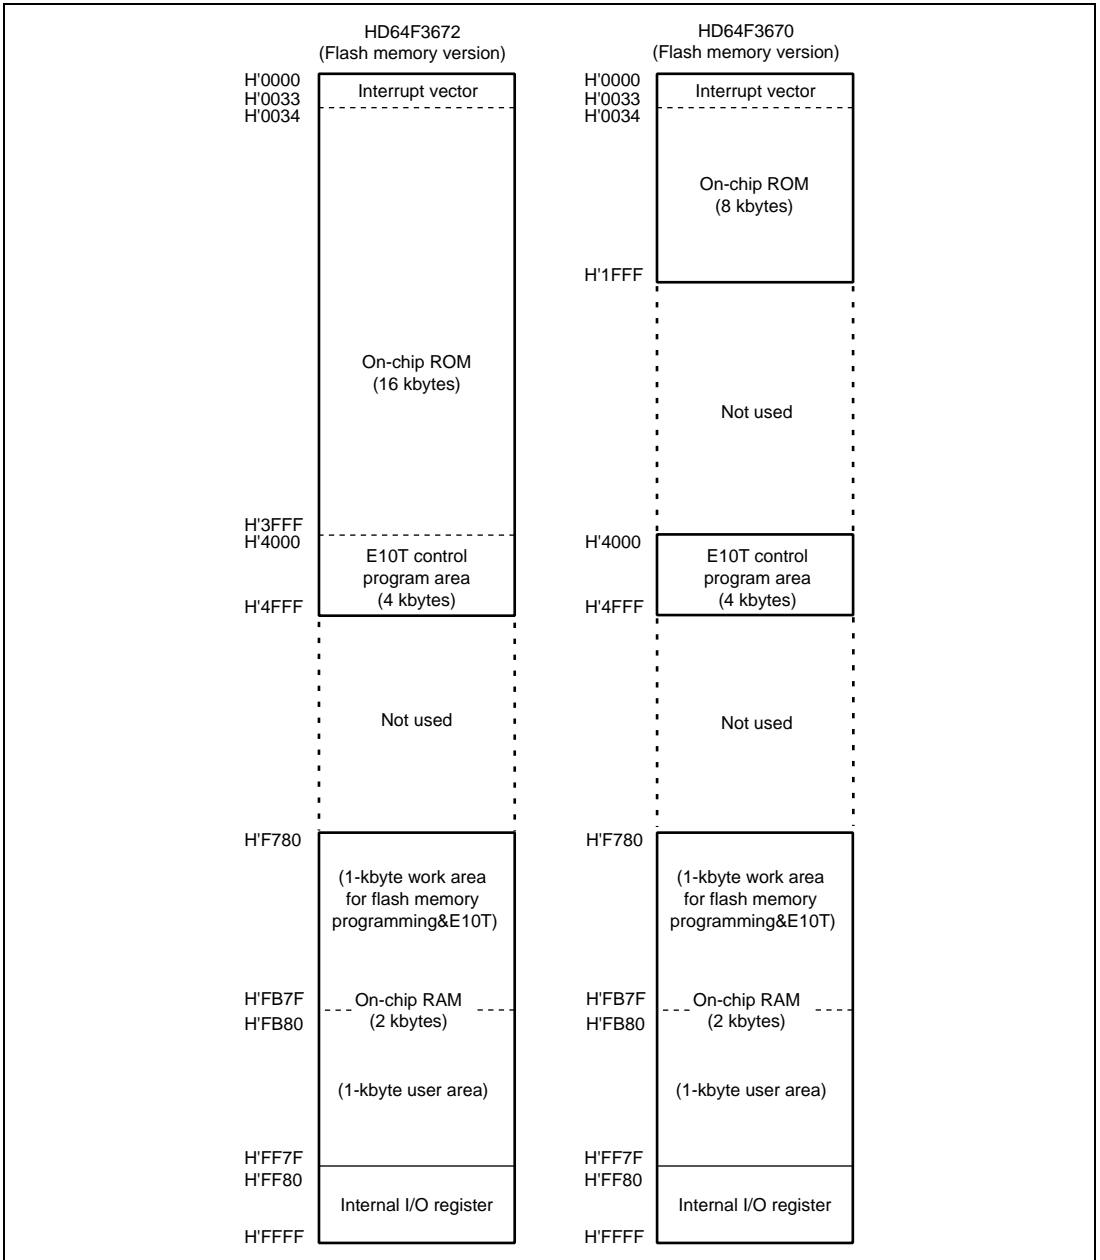 HD64F3672
(Flash memory version)
H'0000
Interrupt vector
H'0033
H'0034
On-chip ROM
(16 kbytes)
H'3FFF
H'4000
E10T control
program area
(4 kbytes)
H'4FFF
Not used
H'F780
(1-kbyte work area
for flash memory
programming&E10T)
H'FB7F
On-chip RAM
(2 kbytes)
H'FB80
(1-kbyte user area)
H'FF7F
H'FF80
Internal I/O register
H'FFFF
HD64F3670
(Flash memory version)
H'0000
Interrupt vector
H'0033
H'0034
On-chip ROM
(8 kbytes)
H'1FFF
Not used
H'4000
E10T control
program area
(4 kbytes)
H'4FFF
Not used
H'F780
(1-kbyte work area
for flash memory
programming&E10T)
H'FB7F
On-chip RAM
(2 kbytes)
H'FB80
(1-kbyte user area)
H'FF7F
H'FF80
Internal I/O register
H'FFFF